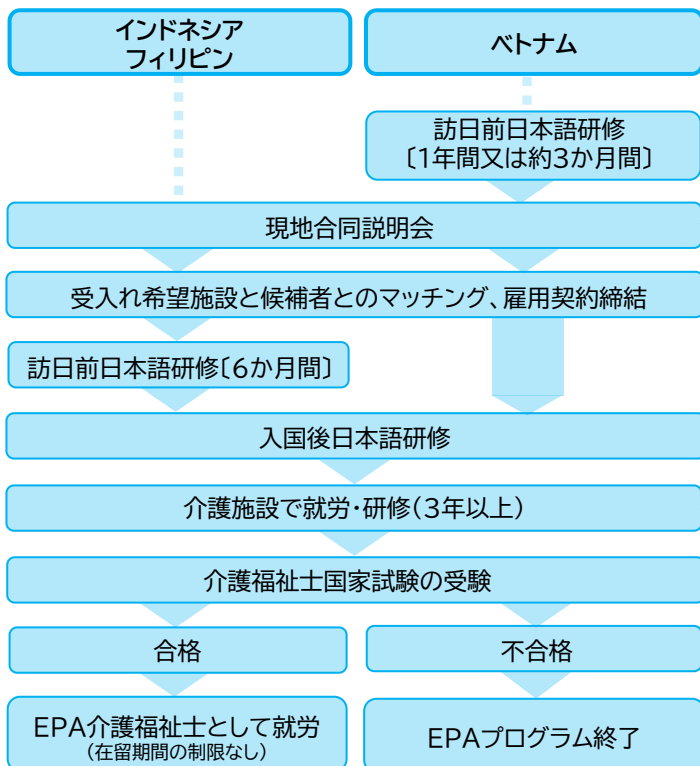 インドネシア
フィリピン
ベトナム
訪日前日本語研修
〔1年間又は約3か月間〕
現地合同説明会
受入れ希望施設と候補者とのマッチング、雇用契約締結
訪日前日本語研修〔6か月間〕
入国後日本語研修
介護施設で就労・研修（3年以上）
介護福祉士国家試験の受験
合格
不合格
EPA介護福祉士として就労
（在留期間の制限なし）
EPAプログラム終了